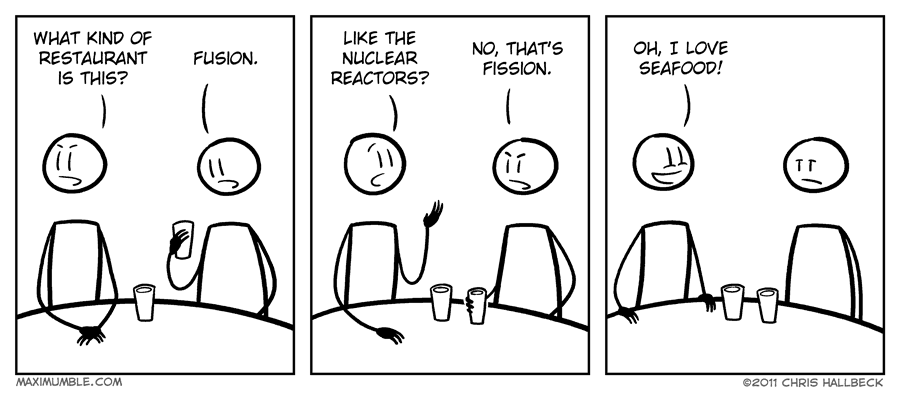 WHAT KIND OF
RESTAURANT
IS THIS?
FUSION.
LIKE THE
NUCLEAR
REACTORS?
NO, THAT'S
FISSION.
OH, I LOVE
SEAFOOD!
MAXIMUMBLE.COM
©2011 CHRIS HALLBECK